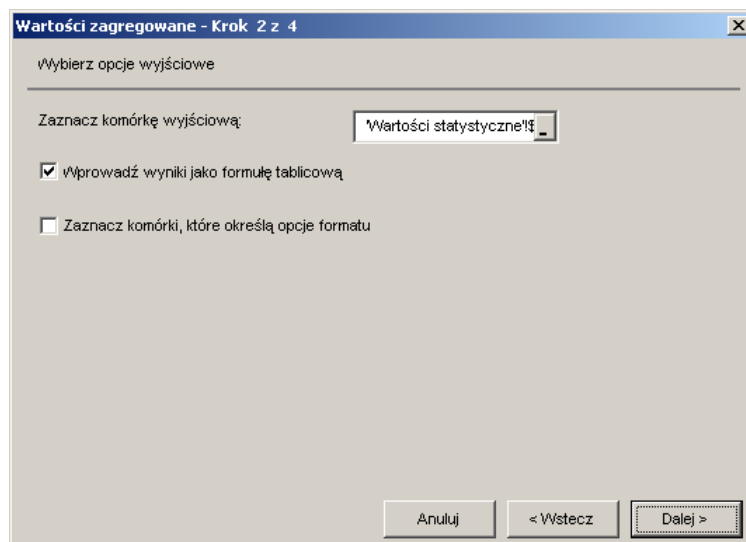 Wartości zagregowane - Krok 2 z 4
Wybierz opcje wyjściowe
Zaznacz komórkę wyjściową:
'Wartości statystyczne'!$
Wprowadź wyniki jako formułę tablicową
Zaznacz komórki, które określą opcje formatu
Anuluj
< Wstecz
Dalej >